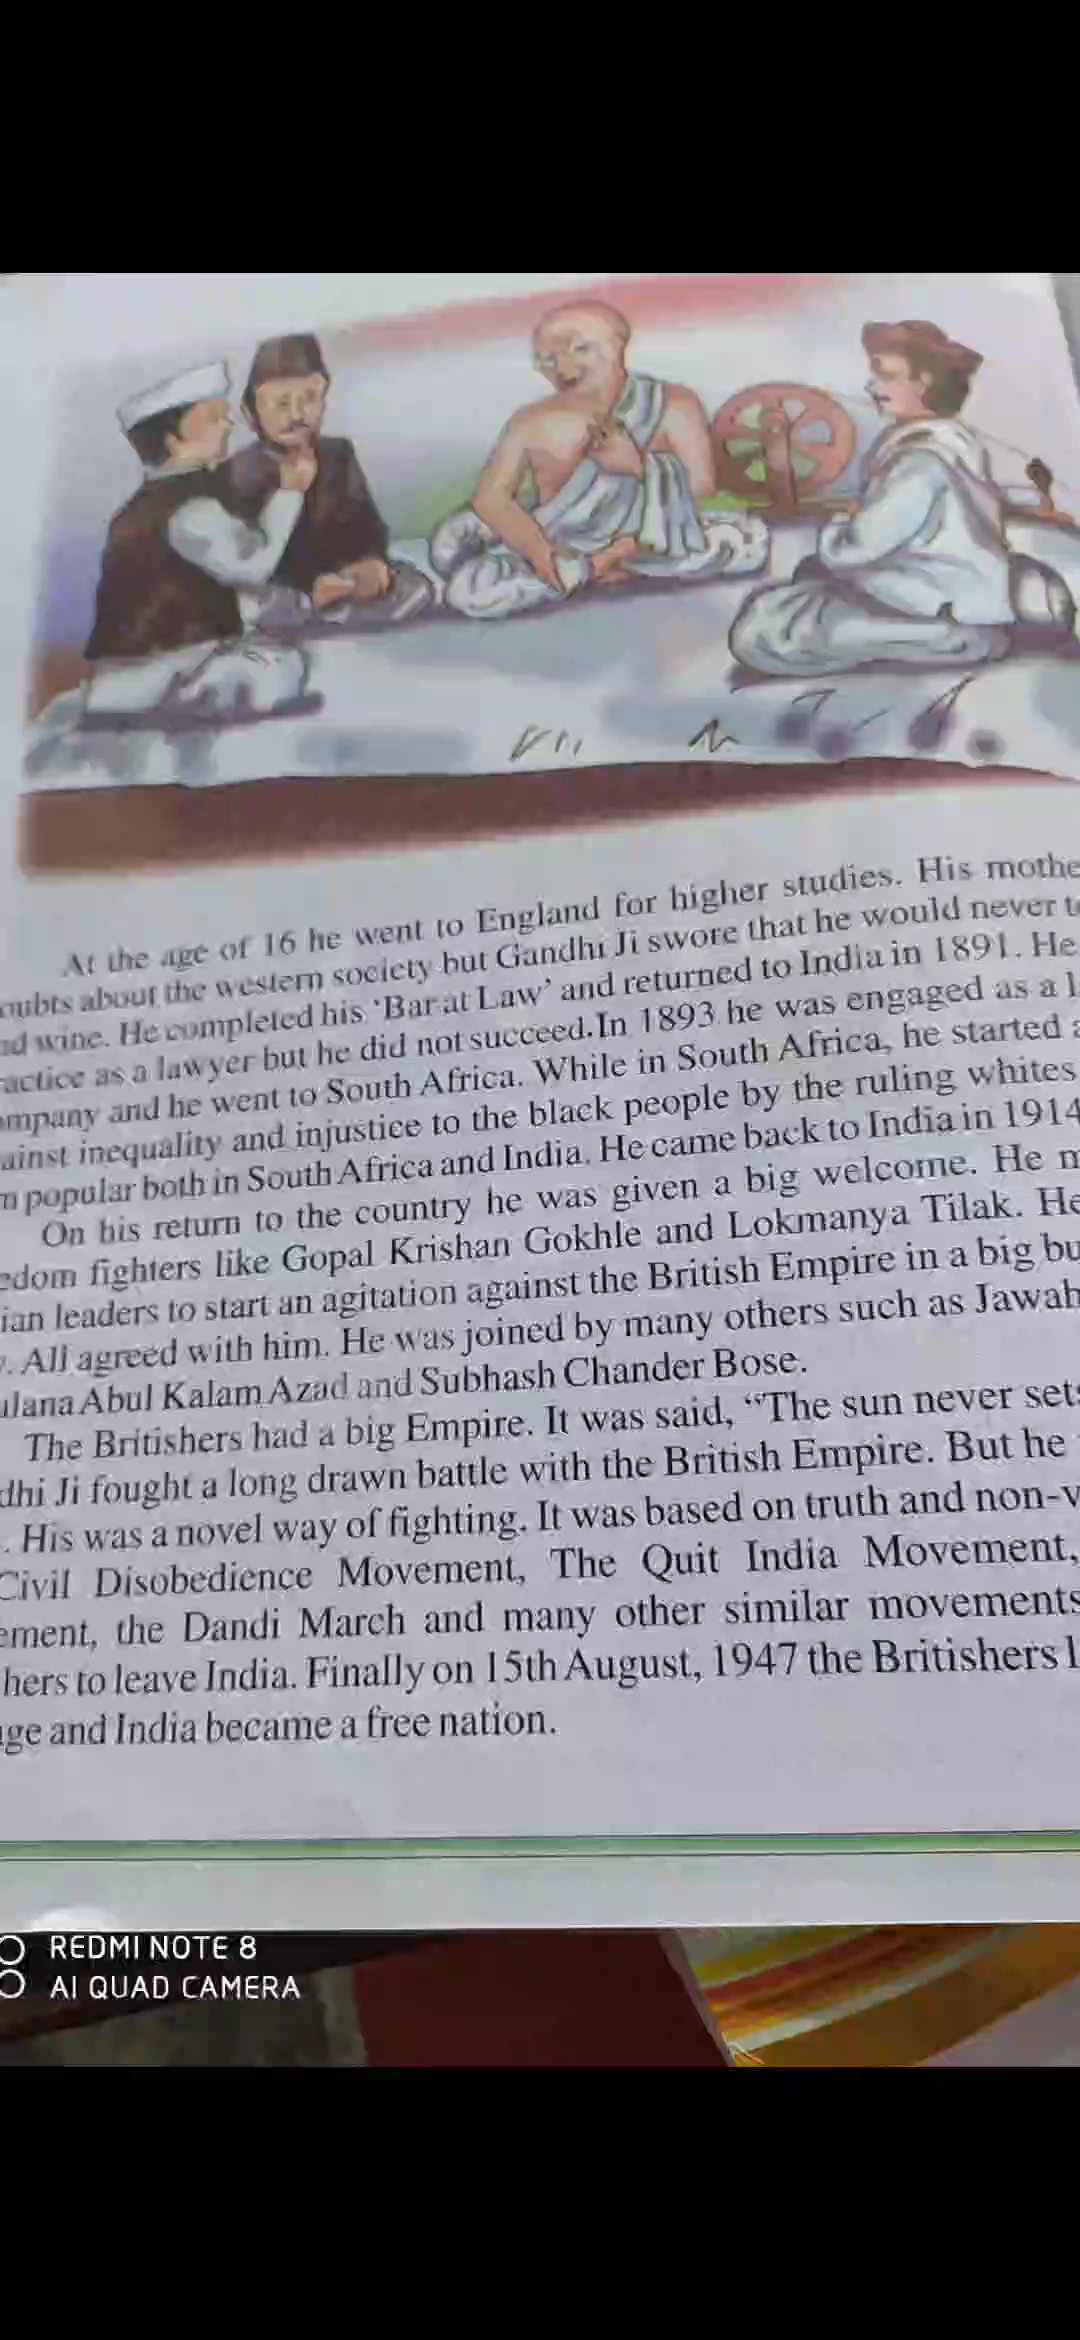 At the age of 16 he went to England for higher studies. His mothe
oubts about the western society but Gandhi Ji swore that he would never t
nd wine. He completed his 'Bar at Law' and returned to India in 1891. He
ractice as a lawyer but he did not succeed. In 1893 he was engaged as a l
ompany and he went to South Africa. While in South Africa, he started a
ainst inequality and injustice to the black people by the ruling whites
m popular both in South Africa and India. He came back to India in 1914
On his return to the country he was given a big welcome. He m
edom fighters like Gopal Krishan Gokhle and Lokmanya Tilak. He
ian leaders to start an agitation against the British Empire in a big bu
. All agreed with him. He was joined by many others such as Jawah
ulana Abul Kalam Azad and Subhash Chander Bose.
The Britishers had a big Empire. It was said, "The sun never sets
dhi Ji fought a long drawn battle with the British Empire. But he
. His was a novel way of fighting. It was based on truth and non-v
Civil Disobedience Movement, The Quit India Movement,
ement, the Dandi March and many other similar movements
hers to leave India. Finally on 15th August, 1947 the Britishers l
ge and India became a free nation.
REDMI NOTE 8
AI QUAD CAMERA